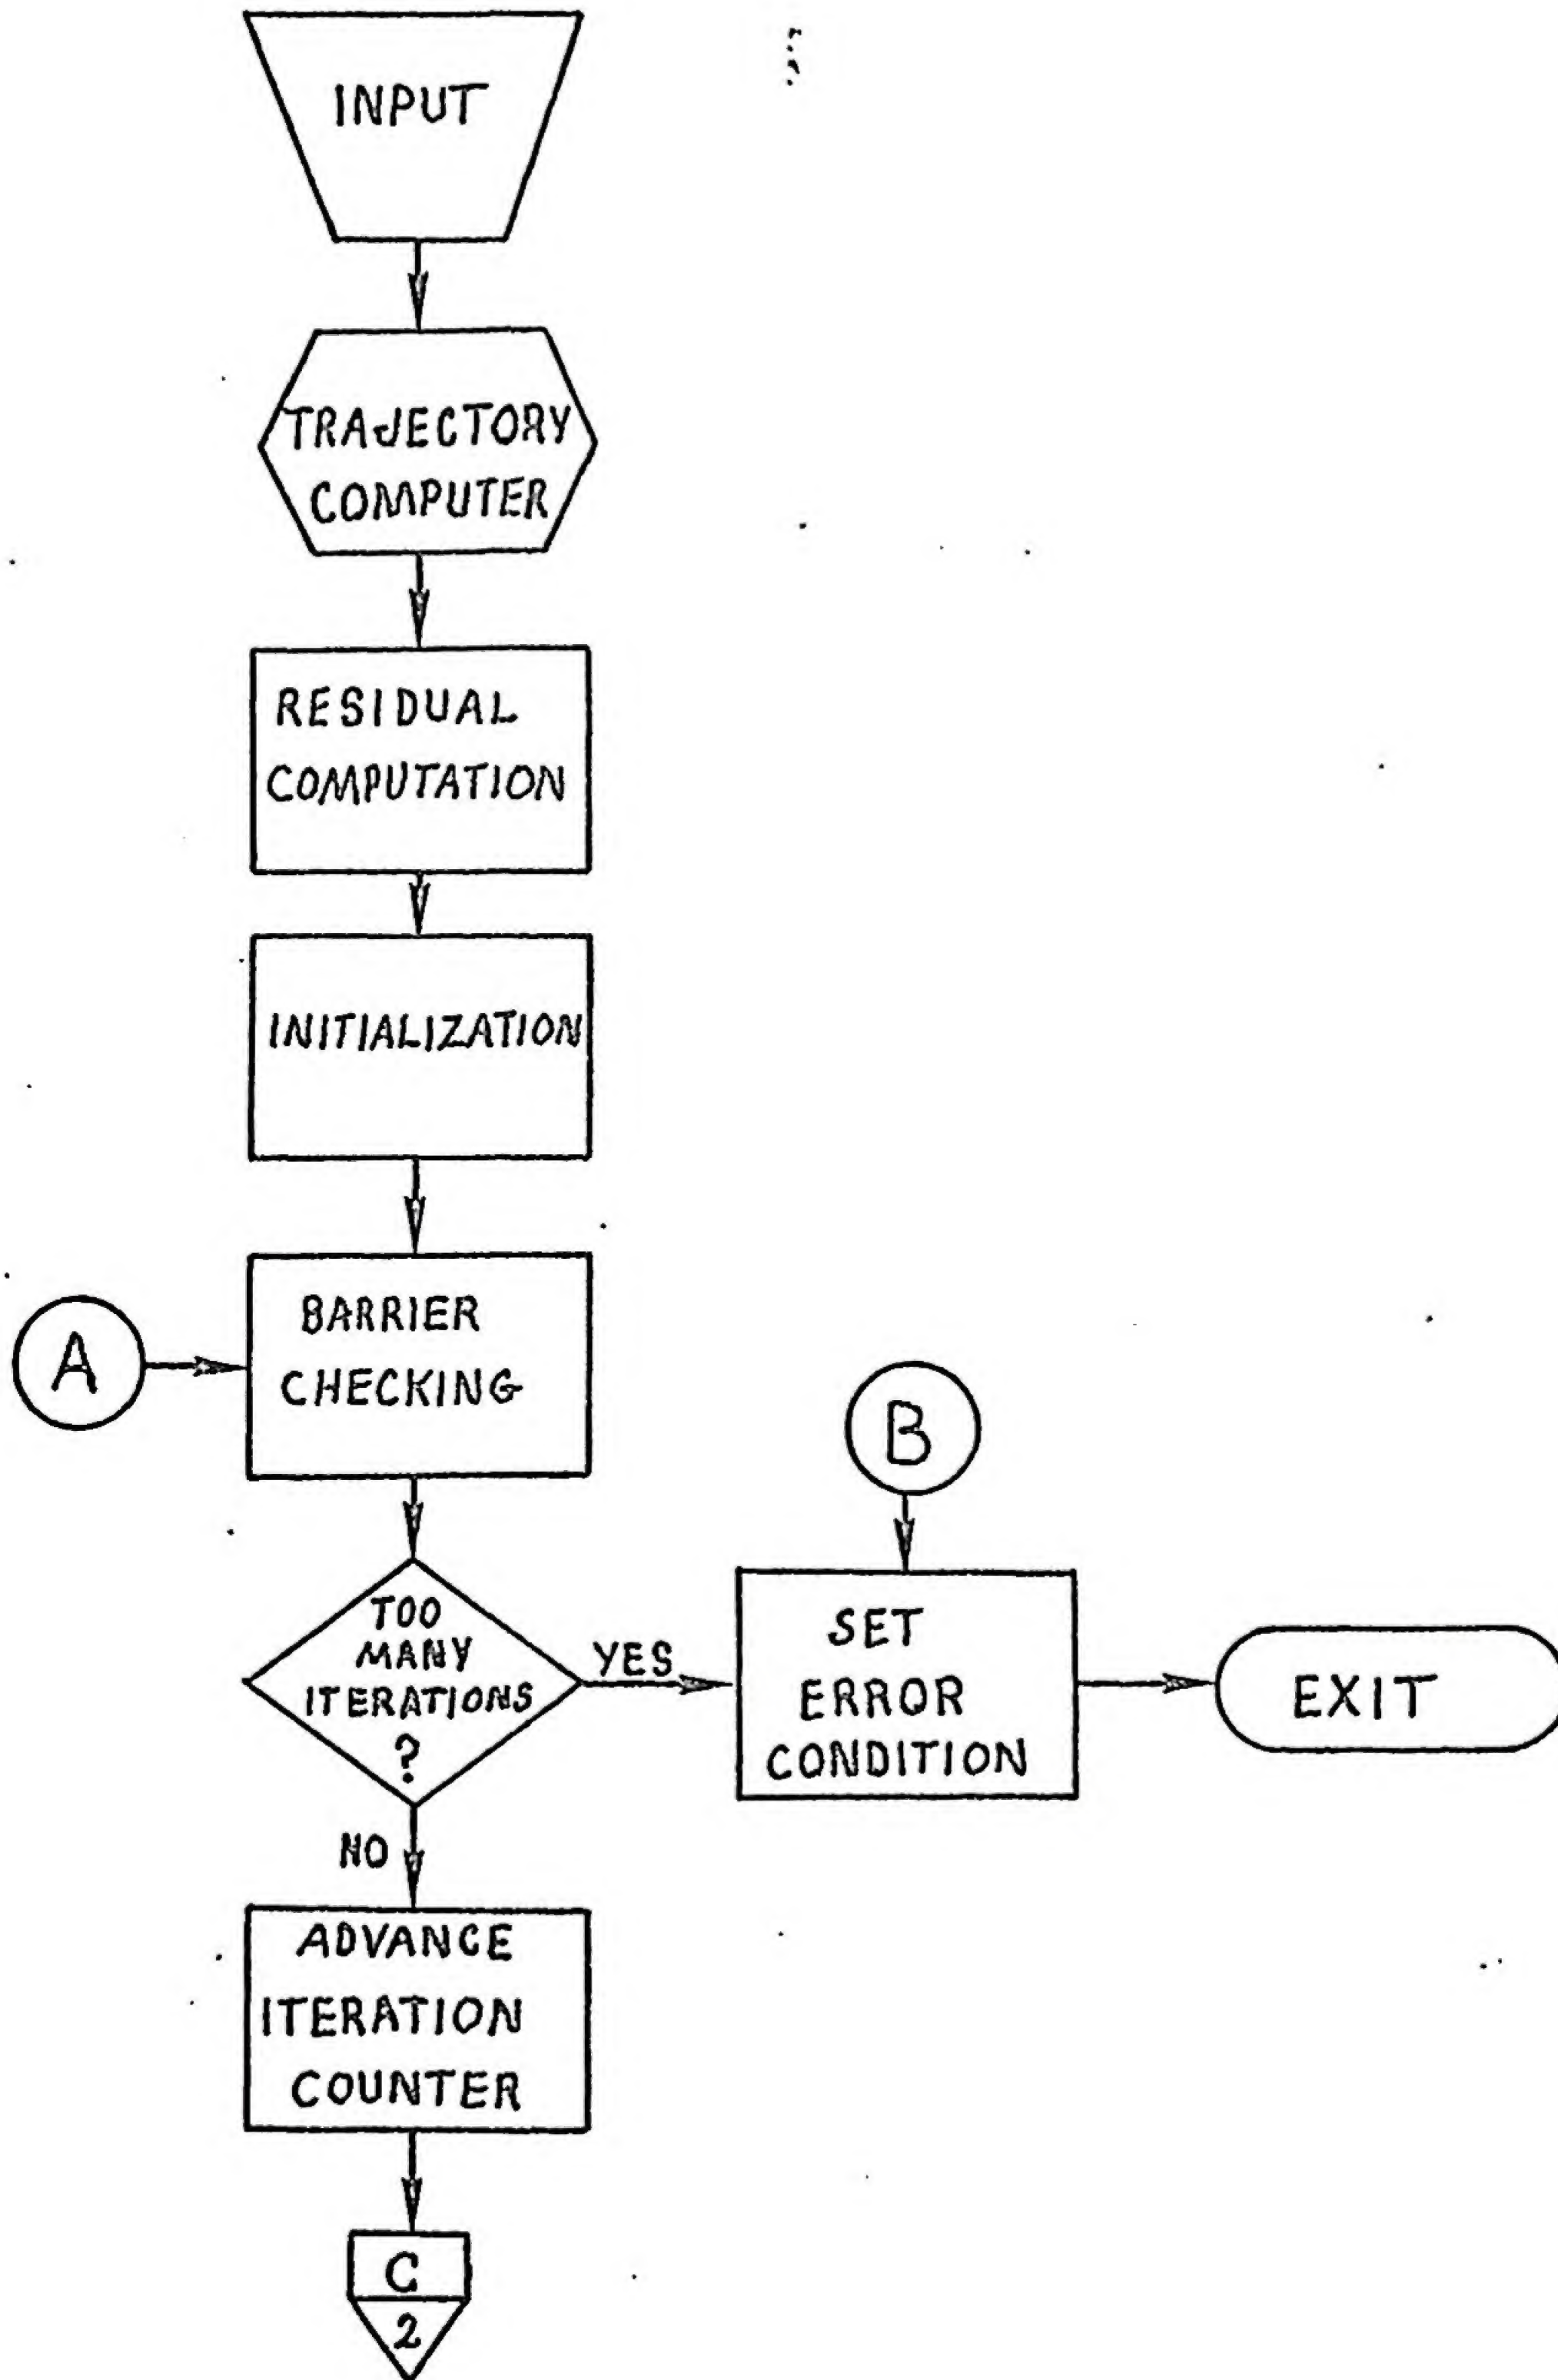 INPUT
TRAJECTORY
COMPUTER
RESIDUAL
COMPUTATION
INITIALIZATION
A
BARRIER
CHECKING
B
TOO
MANY
ITERATIONS
?
YES
SET
ERROR
CONDITION
EXIT
NO
ADVANCE
ITERATION
COUNTER
C
2